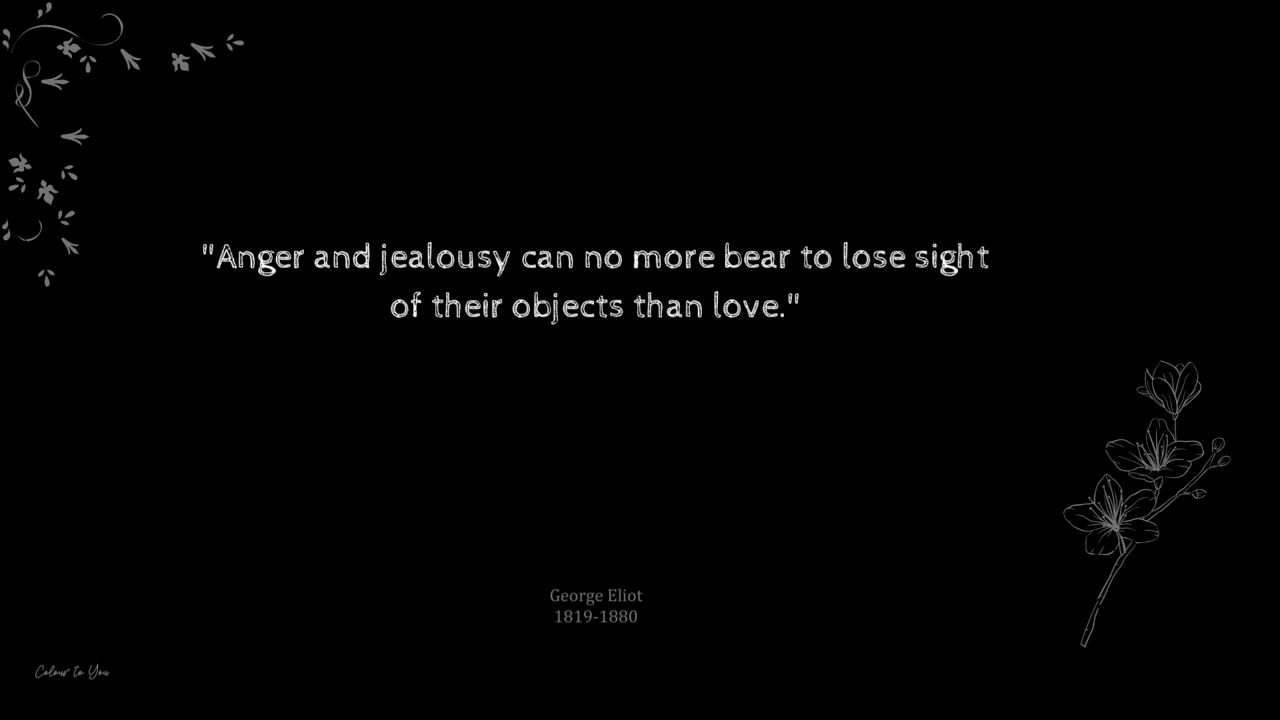 "Anger and jealousy can no more bear to lose sight
of their objects than love."
George Eliot
1819-1880
Colour to You